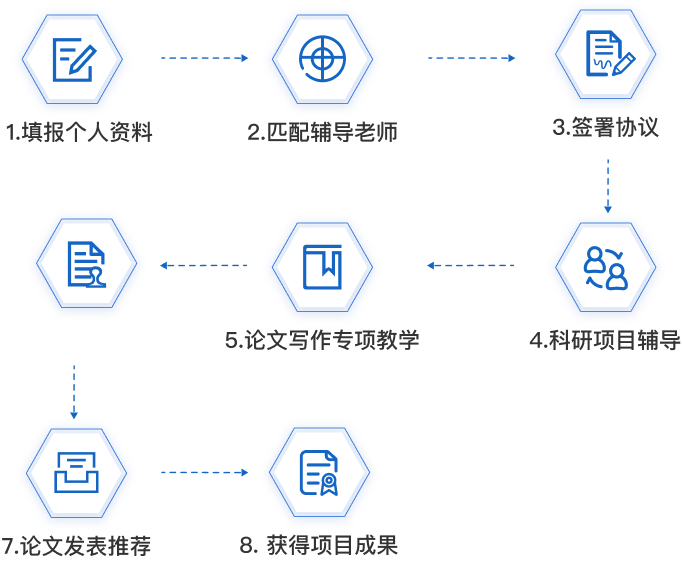 1.填报个人资料
2.匹配辅导老师
3.签署协议
4.科研项目辅导
5.论文写作专项教学
7.论文发表推荐
8. 获得项目成果